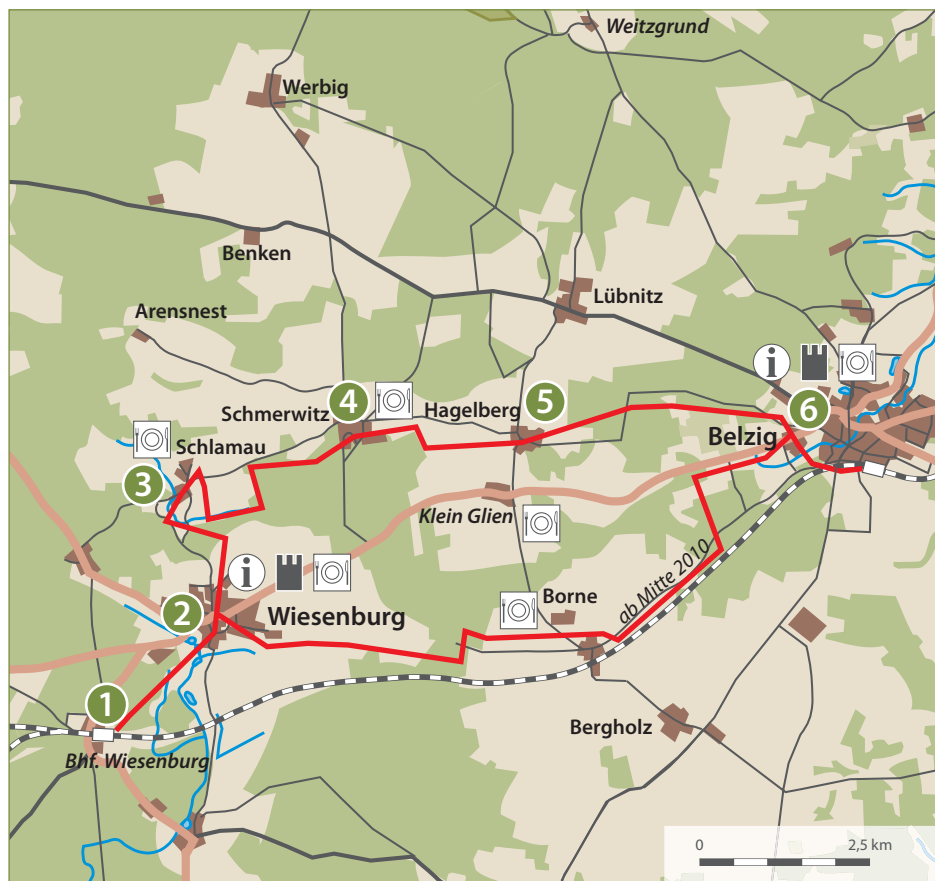 Weitzgrund
Werbig
Benken
Lübnitz
Arensnest
i
4
Schmerwitz
Hagelberg
5
6
Belzig
Schlamau
3
Klein Glien
i
ab Mitte 2010
Borne
2
Wiesenburg
1
Bergholz
Bhf. Wiesenburg
0 2,5 km